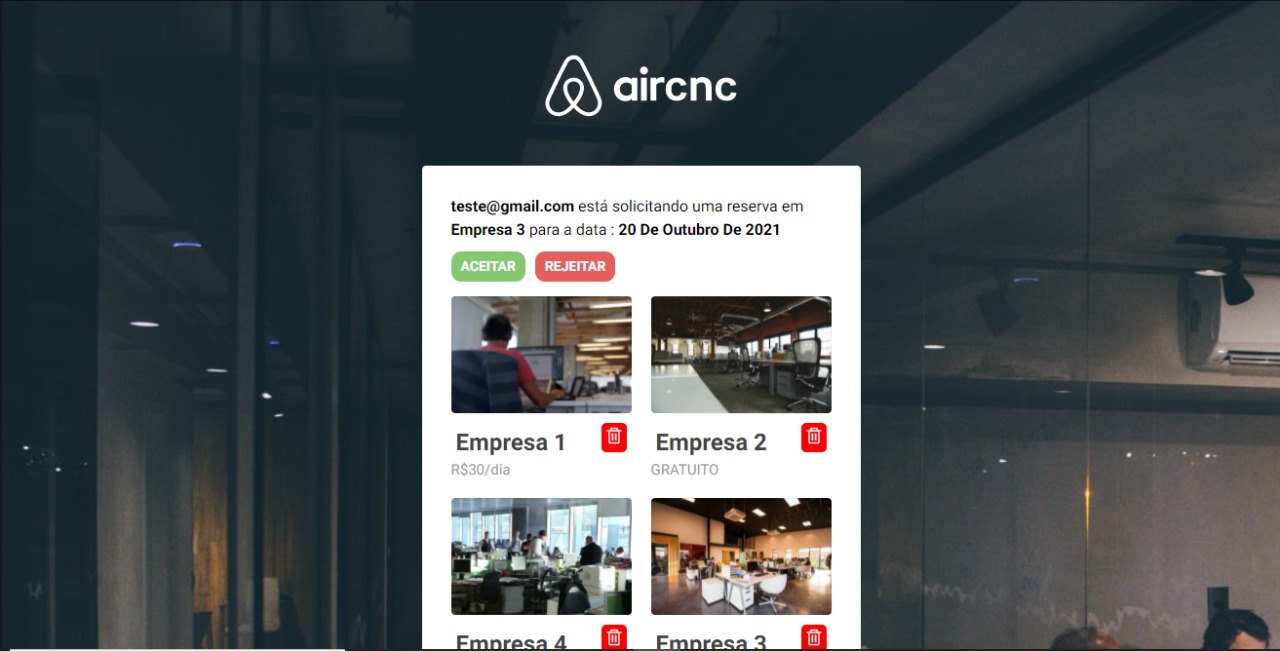 aircnc
teste@gmail.com está solicitando uma reserva em
Empresa 3 para a data : 20 De Outubro De 2021
ACEITAR REJEITAR
Empresa 1
R$30/dia
Empresa 2
GRATUITO
Empresa 4
Empresa 3